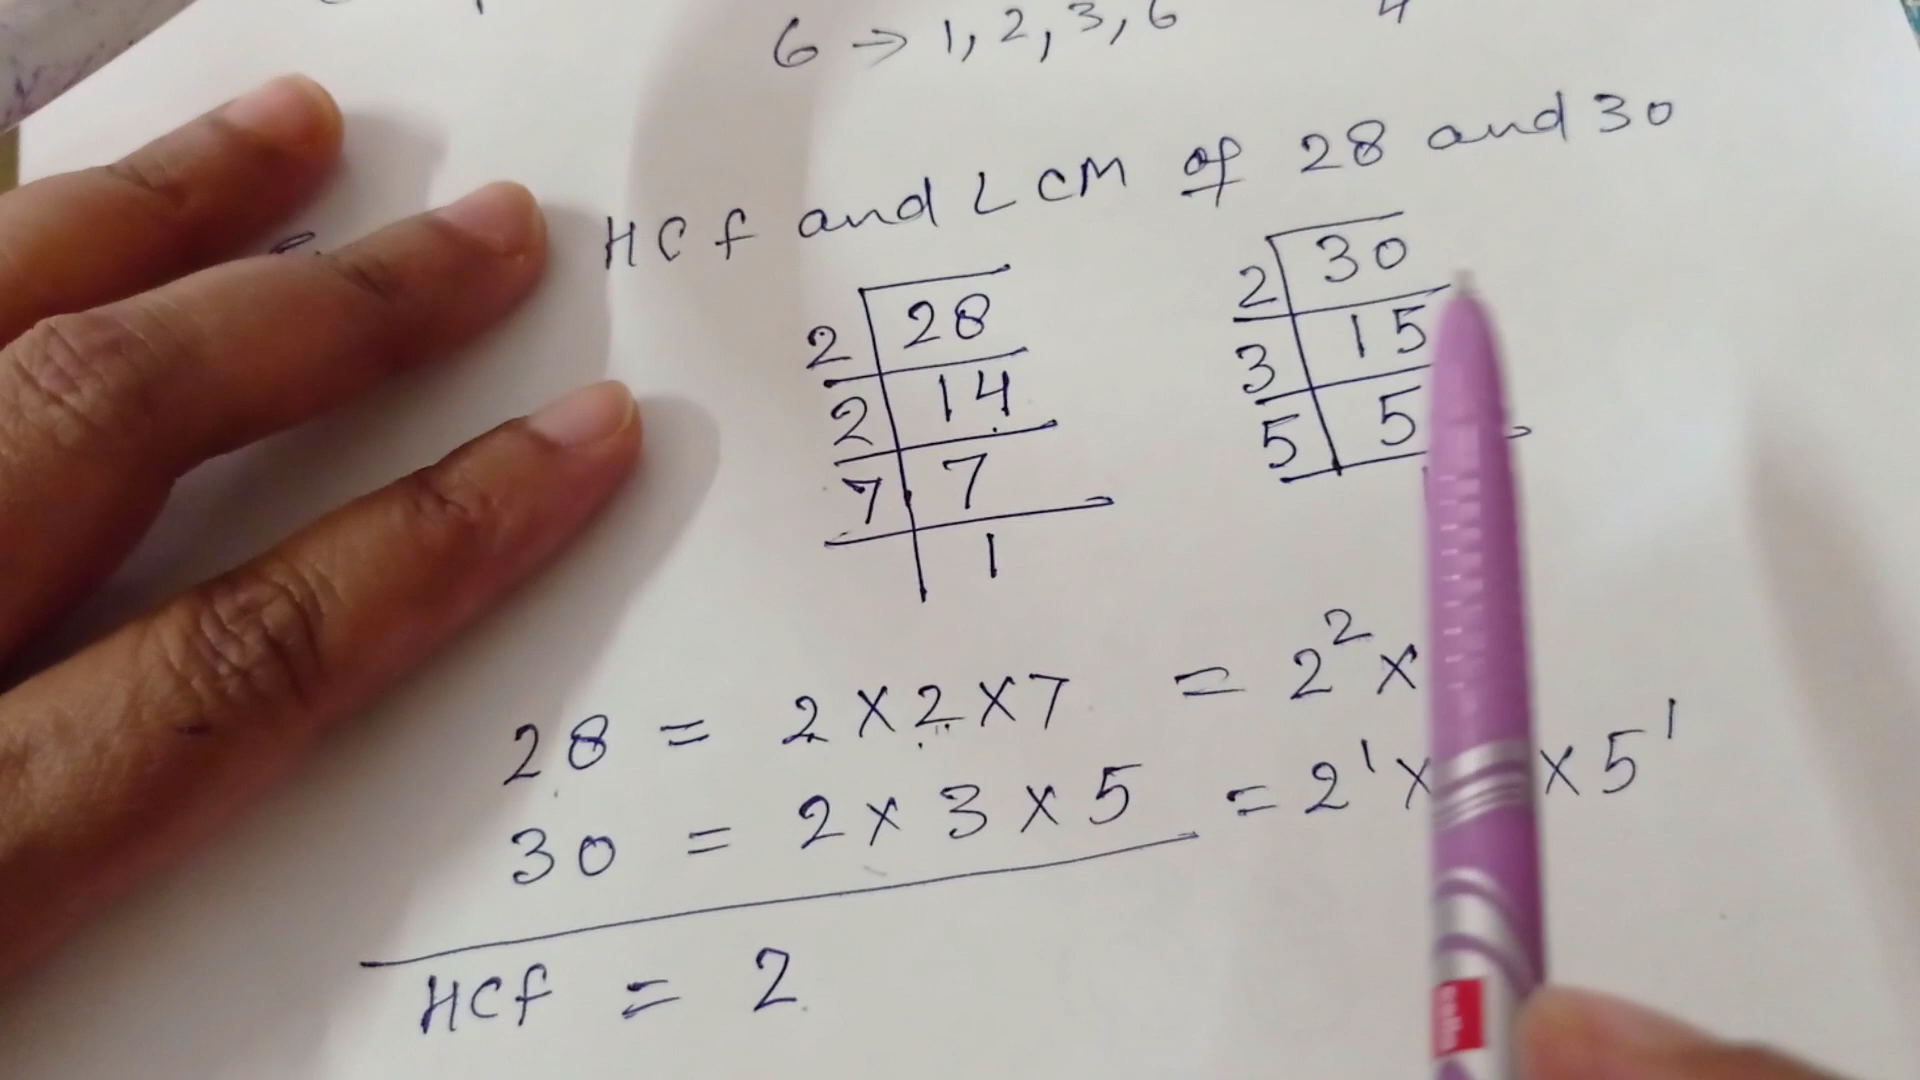 6 → 1, 2, 3, 6 4
HCf and LCM of 28 and 30
2 28
2 14
7 7
1
2 30
3 15
5 5
28 = 2 × 2 × 7 = 2² ×
30 = 2 × 3 × 5 = 2¹ × × 5¹
HCf = 2
cello